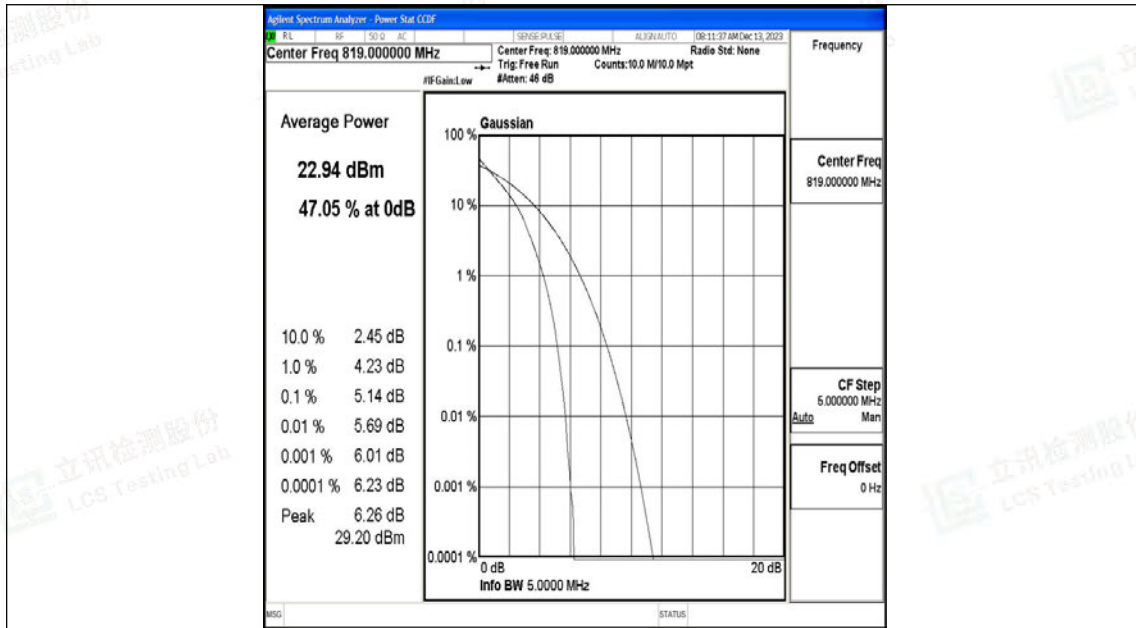 Agilent Spectrum Analyzer - Power Stat CCDF
RL RF 50 Ω AC SENSE:PULSE ALIGNAUTO 08:11:37 AM Dec 13, 2023
Center Freq 819.000000 MHz
Center Freq: 819.000000 MHz Radio Std: None
Trig: Free Run Counts:10.0 M/10.0 Mpt
#IFGain:Low #Atten: 46 dB
Frequency
Average Power
22.94 dBm
47.05 % at 0dB
10.0 % 2.45 dB
1.0 % 4.23 dB
0.1 % 5.14 dB
0.01 % 5.69 dB
0.001 % 6.01 dB
0.0001 % 6.23 dB
Peak 6.26 dB
29.20 dBm
Gaussian
100 %
10 %
1 %
0.1 %
0.01 %
0.001 %
0.0001 %
0 dB 20 dB
Info BW 5.0000 MHz
Center Freq
819.000000 MHz
CF Step
5.000000 MHz
Auto Man
Freq Offset
0 Hz
MSG STATUS
立讯检测股份
LCS Testing Lab
立讯检测股份